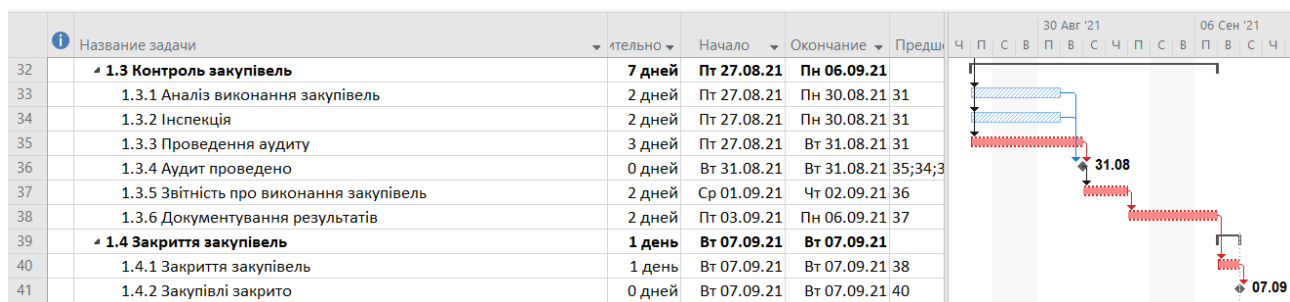 30 Авг '21 06 Сен '21
Название задачи ительно Начало Окончание Ч П С В П В С Ч П С В П В С Ч
32 1.3 Контроль закупівель 7 дней Пт 27.08.21 Пн 06.09.21
33 1.3.1 Аналіз виконання закупівель 2 дней Пт 27.08.21 Пн 30.08.21 31
34 1.3.2 Інспекція 2 дней Пт 27.08.21 Пн 30.08.21 31
35 1.3.3 Проведення аудиту 3 дней Пт 27.08.21 Вт 31.08.21 31
36 1.3.4 Аудит проведено 0 дней Вт 31.08.21 Вт 31.08.21 35;34;3 31.08
37 1.3.5 Звітність про виконання закупівель 2 дней Ср 01.09.21 Чт 02.09.21 36
38 1.3.6 Документування результатів 2 дней Пт 03.09.21 Пн 06.09.21 37
39 1.4 Закриття закупівель 1 день Вт 07.09.21 Вт 07.09.21
40 1.4.1 Закриття закупівель 1 день Вт 07.09.21 Вт 07.09.21 38
41 1.4.2 Закупівлі закрито 0 дней Вт 07.09.21 Вт 07.09.21 40 07.09